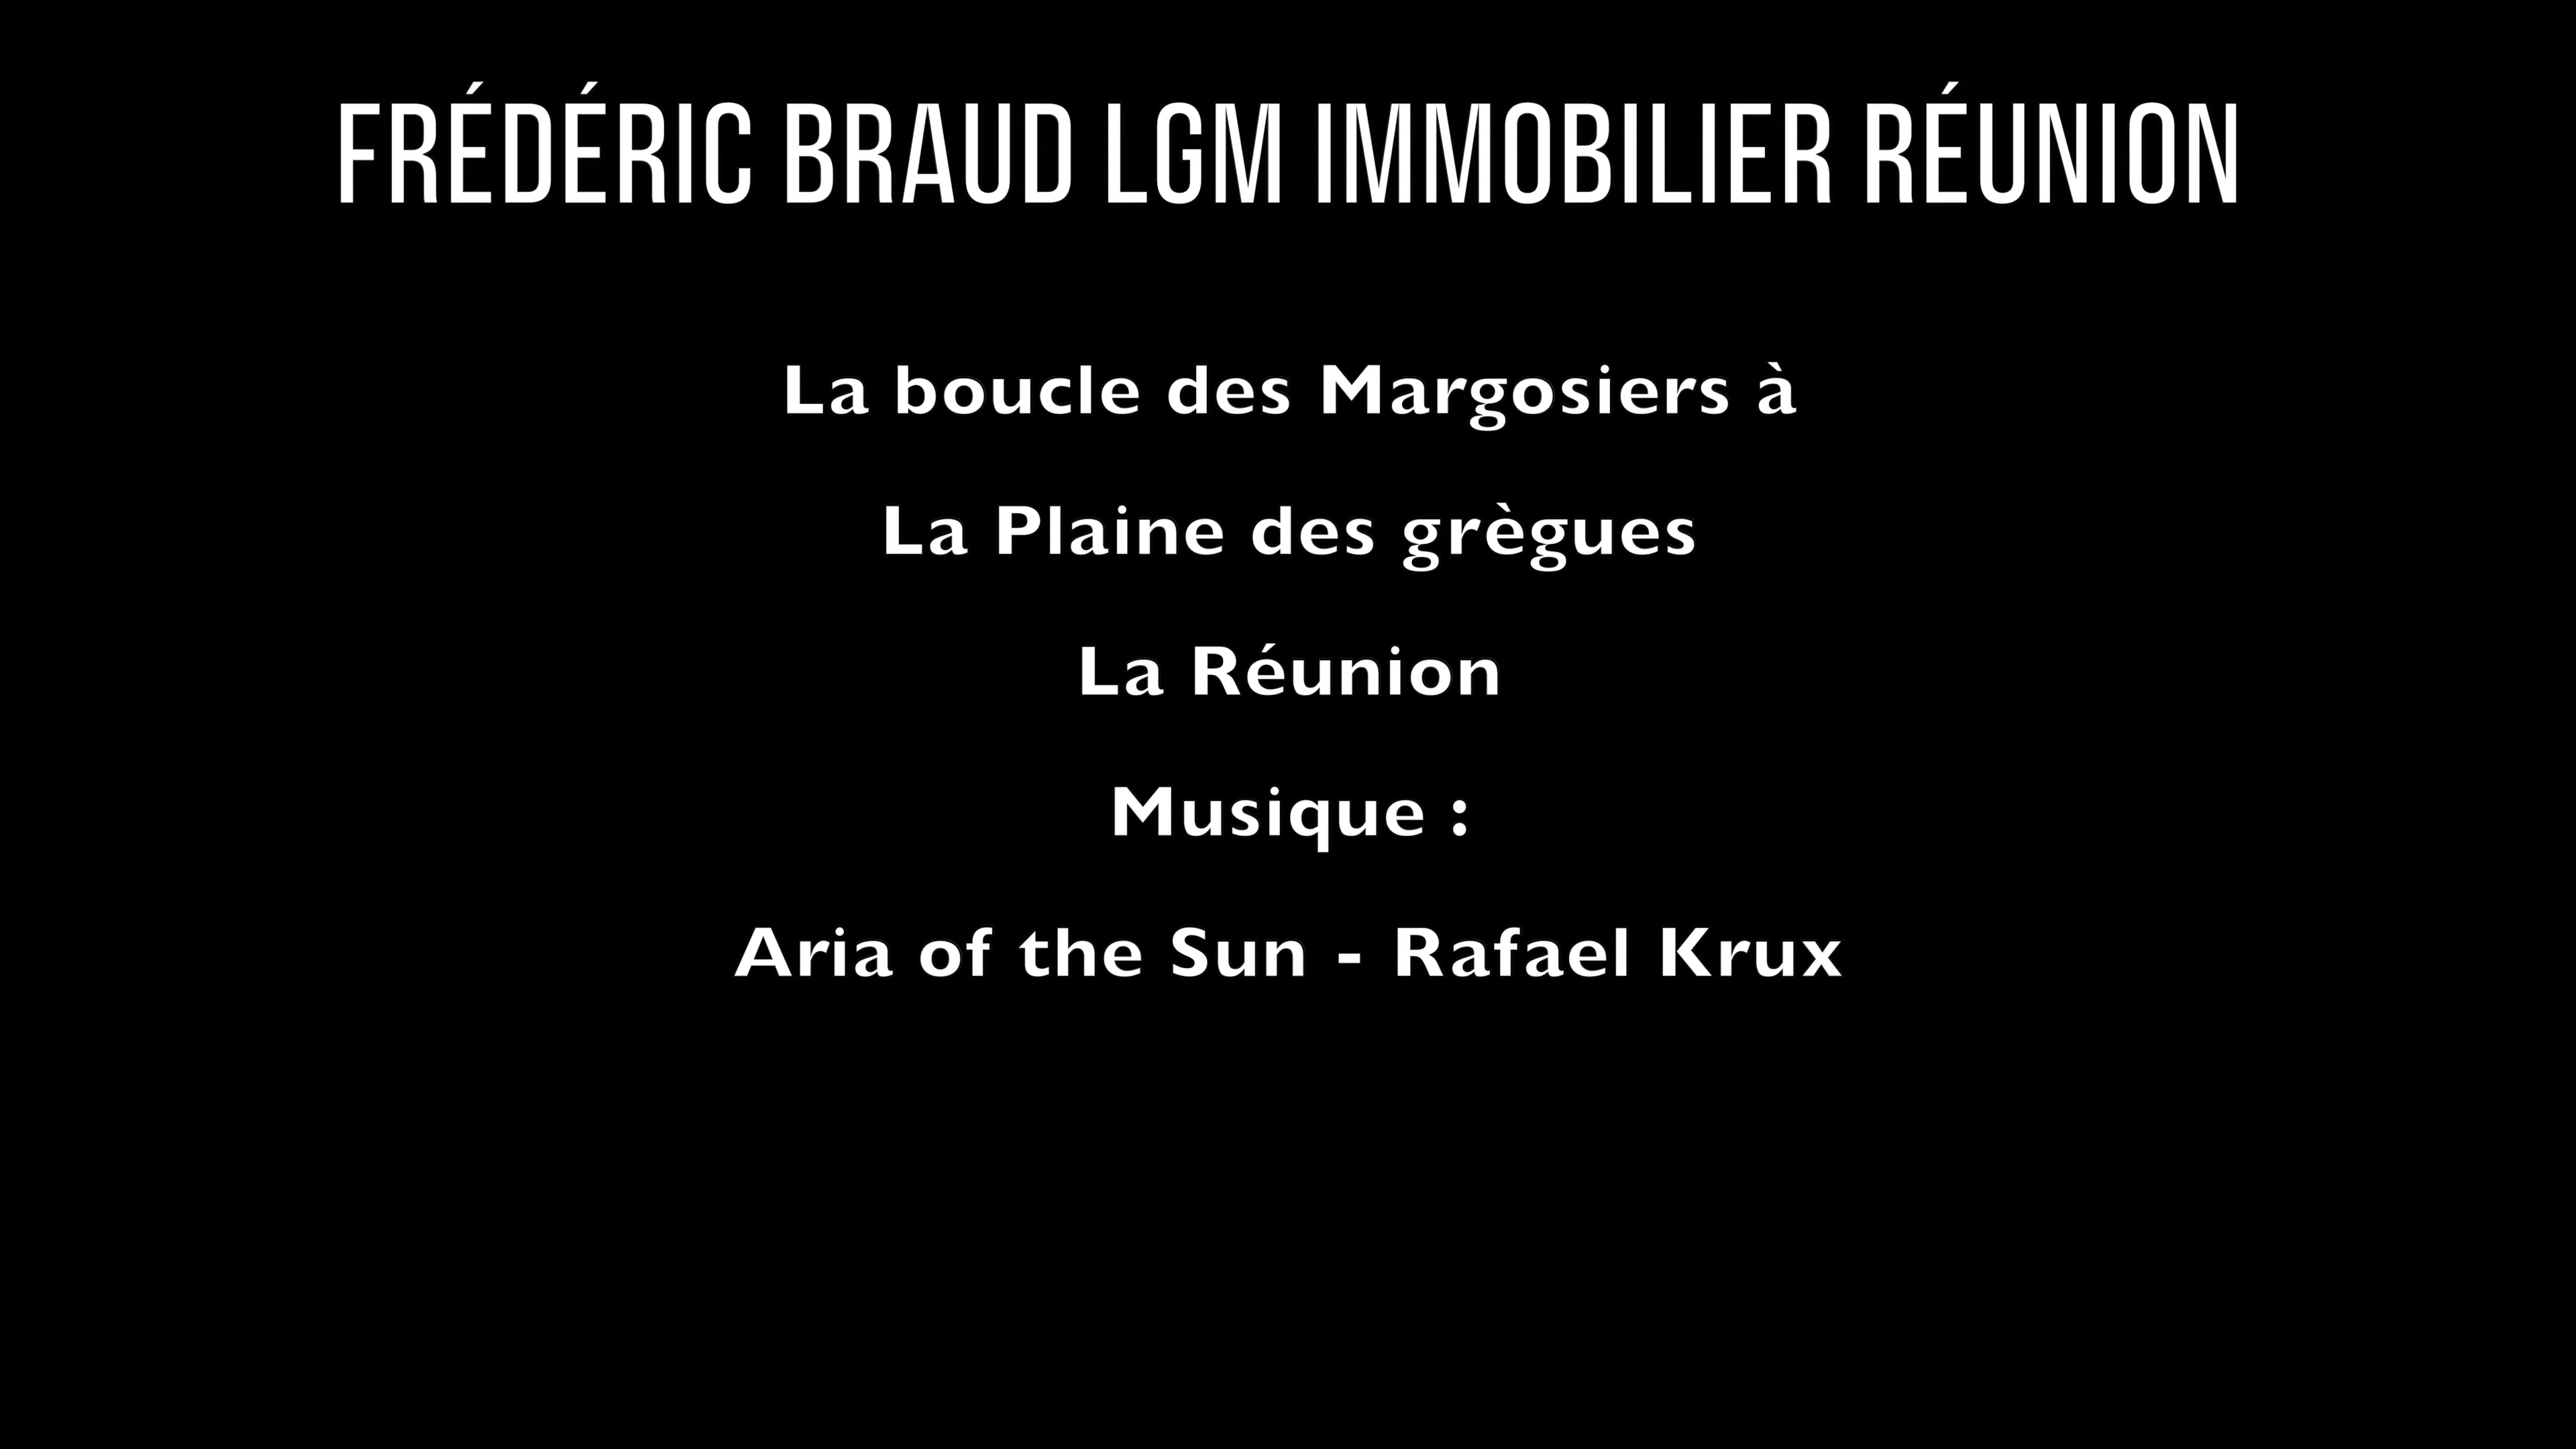 FRÉDÉRIC BRAUD LGM IMMOBILIER RÉUNION
La boucle des Margosiers à
La Plaine des grègues
La Réunion
Musique :
Aria of the Sun - Rafael Krux